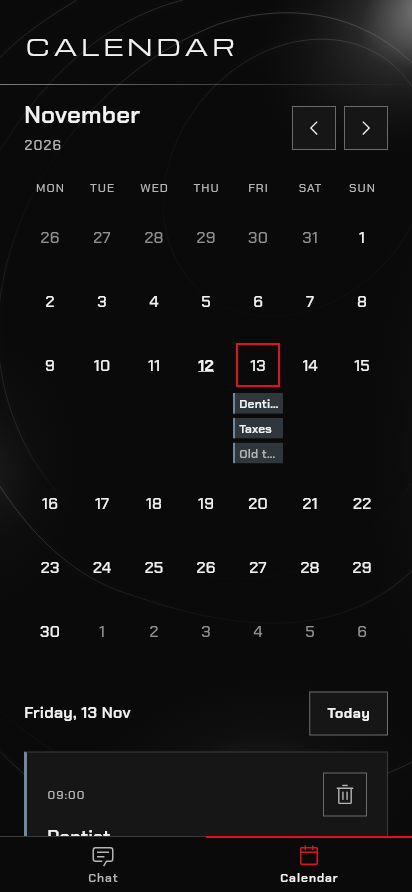 CALENDAR
November
2026
MON TUE WED THU FRI SAT SUN
26 27 28 29 30 31 1
2 3 4 5 6 7 8
9 10 11 12 13 14 15
Denti...
Taxes
Old t...
16 17 18 19 20 21 22
23 24 25 26 27 28 29
30 1 2 3 4 5 6
Friday, 13 Nov
Today
09:00
Dentist
Chat
Calendar